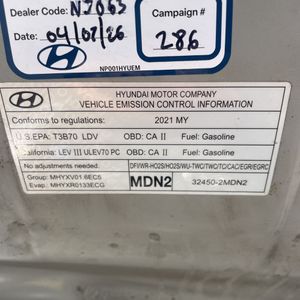 Dealer Code: NJ063
Campaign #
Date: 04/07/26
286
NP001HYUEM
HYUNDAI MOTOR COMPANY
VEHICLE EMISSION CONTROL INFORMATION
Conforms to regulations: 2021 MY
U.S.EPA: T3B70 LDV OBD: CA II Fuel: Gasoline
California: LEV III ULEV70 PC OBD: CA II Fuel: Gasoline
No adjustments needed. DFI/WR-HO2S/HO2S/WU-TWC/TWC/TC/CAC/EGR/EGRC
Group: MHYXV01.6EC5
Evap: MHYXR0133ECG
MDN2 32450-2MDN2